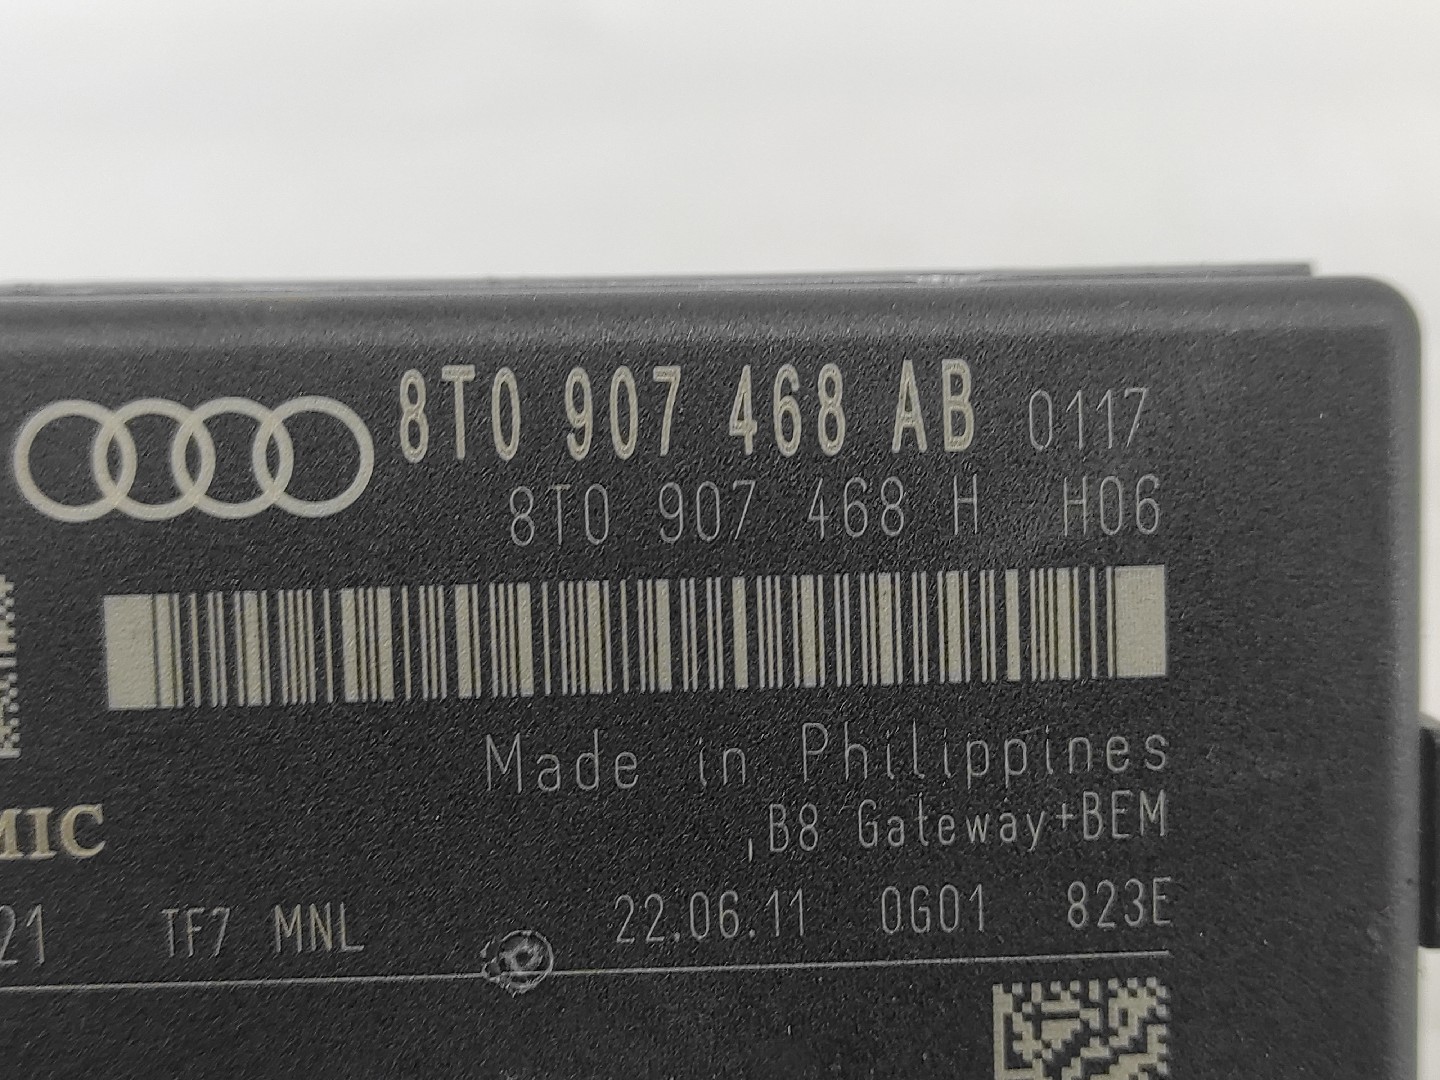 8T0 907 468 AB 0117
8T0 907 468 H H06
Made in Philippines
,B8 Gateway+BEM
MIC
21 TF7 MNL 22.06.11 0G01 823E